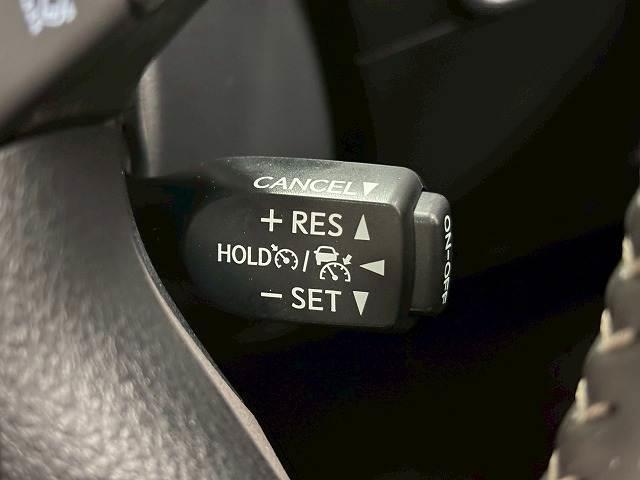 CANCEL▼
+ RES ▲
HOLD / ◀
− SET ▼
ON-OFF